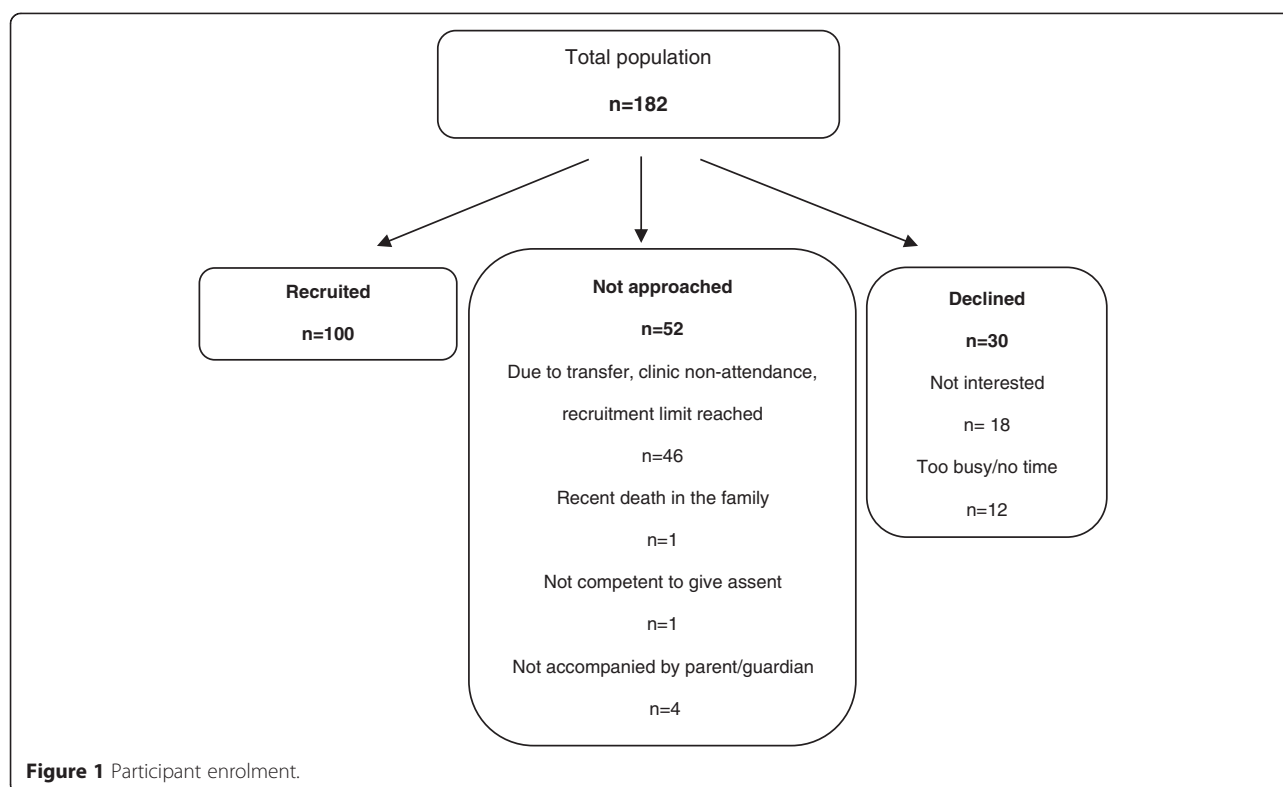 Total population
n=182
Recruited
n=100
Not approached
n=52
Due to transfer, clinic non-attendance,
recruitment limit reached
n=46
Recent death in the family
n=1
Not competent to give assent
n=1
Not accompanied by parent/guardian
n=4
Declined
n=30
Not interested
n= 18
Too busy/no time
n=12
Figure 1 Participant enrolment.